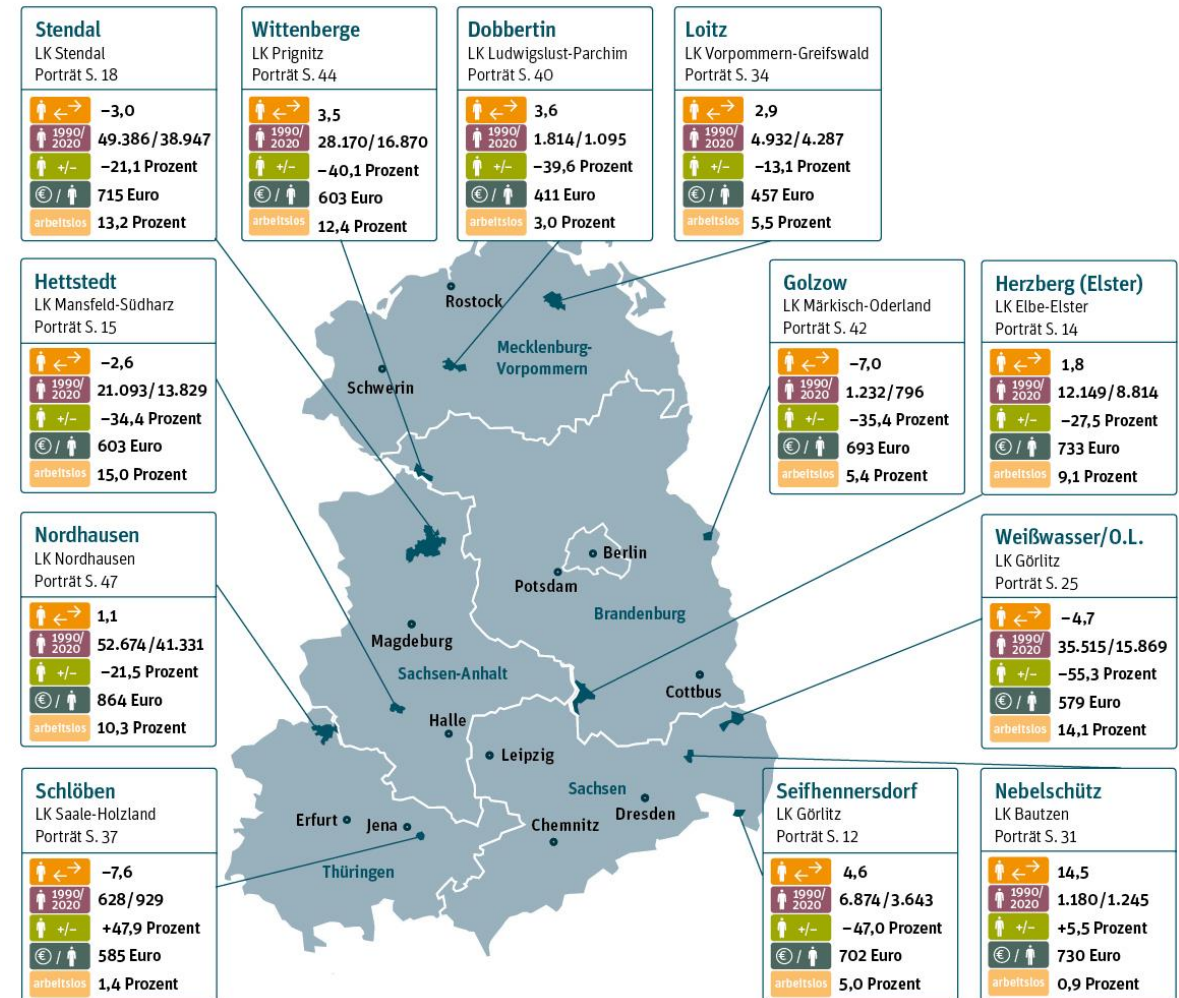 Stendal
LK Stendal
Porträt S. 18
−3,0
1990/
2020
49.386/38.947
+/−
−21,1 Prozent
€/
715 Euro
arbeitslos
13,2 Prozent
Wittenberge
LK Prignitz
Porträt S. 44
3,5
1990/
2020
28.170/16.870
+/−
−40,1 Prozent
€/
603 Euro
arbeitslos
12,4 Prozent
Dobbertin
LK Ludwigslust-Parchim
Porträt S. 40
3,6
1990/
2020
1.814/1.095
+/−
−39,6 Prozent
€/
411 Euro
arbeitslos
3,0 Prozent
Loitz
LK Vorpommern-Greifswald
Porträt S. 34
2,9
1990/
2020
4.932/4.287
+/−
−13,1 Prozent
€/
457 Euro
arbeitslos
5,5 Prozent
Hettstedt
LK Mansfeld-Südharz
Porträt S. 15
−2,6
1990/
2020
21.093/13.829
+/−
−34,4 Prozent
€/
603 Euro
arbeitslos
15,0 Prozent
Golzow
LK Märkisch-Oderland
Porträt S. 42
−7,0
1990/
2020
1.232/796
+/−
−35,4 Prozent
€/
693 Euro
arbeitslos
5,4 Prozent
Herzberg (Elster)
LK Elbe-Elster
Porträt S. 14
1,8
1990/
2020
12.149/8.814
+/−
−27,5 Prozent
€/
733 Euro
arbeitslos
9,1 Prozent
Nordhausen
LK Nordhausen
Porträt S. 47
1,1
1990/
2020
52.674/41.331
+/−
−21,5 Prozent
€/
864 Euro
arbeitslos
10,3 Prozent
Weißwasser/O.L.
LK Görlitz
Porträt S. 25
−4,7
1990/
2020
35.515/15.869
+/−
−55,3 Prozent
€/
579 Euro
arbeitslos
14,1 Prozent
Schlöben
LK Saale-Holzland
Porträt S. 37
−7,6
1990/
2020
628/929
+/−
+47,9 Prozent
€/
585 Euro
arbeitslos
1,4 Prozent
Seifhennersdorf
LK Görlitz
Porträt S. 12
4,6
1990/
2020
6.874/3.643
+/−
−47,0 Prozent
€/
702 Euro
arbeitslos
5,0 Prozent
Nebelschütz
LK Bautzen
Porträt S. 31
14,5
1990/
2020
1.180/1.245
+/−
+5,5 Prozent
€/
730 Euro
arbeitslos
0,9 Prozent
Rostock
Mecklenburg-
Vorpommern
Schwerin
Berlin
Potsdam
Brandenburg
Magdeburg
Sachsen-Anhalt
Cottbus
Halle
Leipzig
Sachsen
Dresden
Erfurt
Jena
Chemnitz
Thüringen